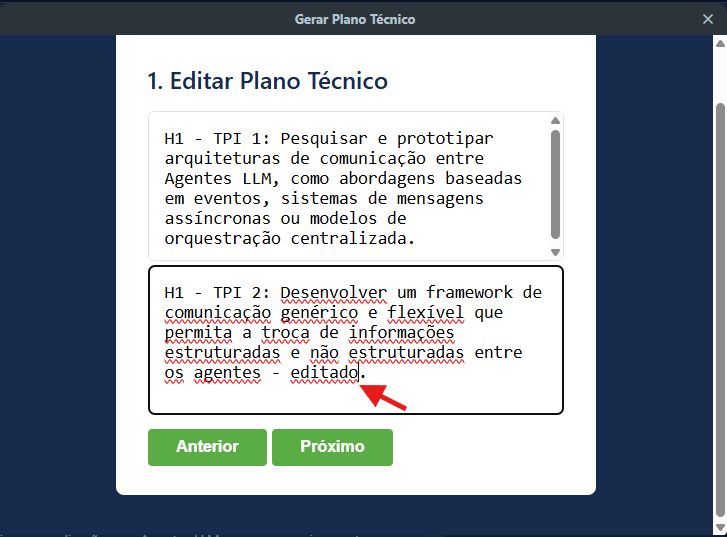 Gerar Plano Técnico
1. Editar Plano Técnico
H1 - TPI 1: Pesquisar e prototipar
arquiteturas de comunicação entre
Agentes LLM, como abordagens baseadas
em eventos, sistemas de mensagens
assíncronas ou modelos de
orquestração centralizada.
H1 - TPI 2: Desenvolver um framework de
comunicação genérico e flexível que
permita a troca de informações
estruturadas e não estruturadas entre
os agentes - editado.
Anterior
Próximo